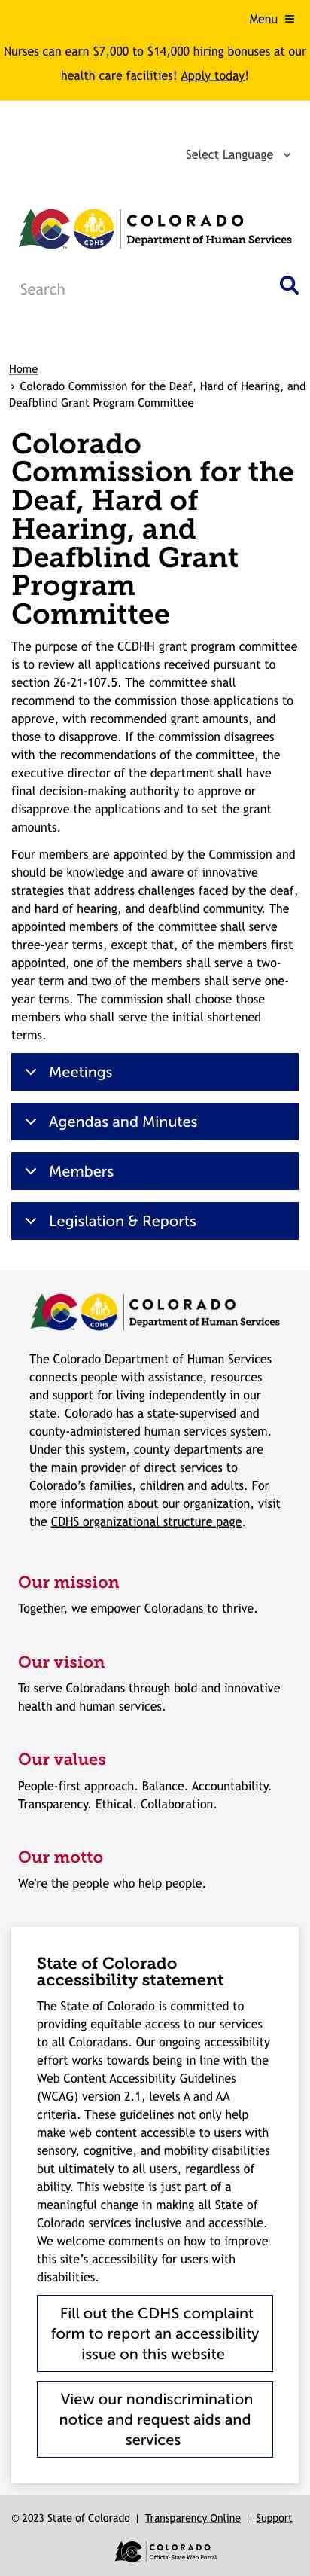 Menu
Nurses can earn $7,000 to $14,000 hiring bonuses at our
health care facilities! Apply today!
Select Language
CDHS
COLORADO
Department of Human Services
Search
Home
› Colorado Commission for the Deaf, Hard of Hearing, and
Deafblind Grant Program Committee
Colorado
Commission for the
Deaf, Hard of
Hearing, and
Deafblind Grant
Program
Committee
The purpose of the CCDHH grant program committee
is to review all applications received pursuant to
section 26-21-107.5. The committee shall
recommend to the commission those applications to
approve, with recommended grant amounts, and
those to disapprove. If the commission disagrees
with the recommendations of the committee, the
executive director of the department shall have
final decision-making authority to approve or
disapprove the applications and to set the grant
amounts.
Four members are appointed by the Commission and
should be knowledge and aware of innovative
strategies that address challenges faced by the deaf,
and hard of hearing, and deafblind community. The
appointed members of the committee shall serve
three-year terms, except that, of the members first
appointed, one of the members shall serve a two-
year term and two of the members shall serve one-
year terms. The commission shall choose those
members who shall serve the initial shortened
terms.
Meetings
Agendas and Minutes
Members
Legislation & Reports
CDHS
COLORADO
Department of Human Services
The Colorado Department of Human Services
connects people with assistance, resources
and support for living independently in our
state. Colorado has a state-supervised and
county-administered human services system.
Under this system, county departments are
the main provider of direct services to
Colorado’s families, children and adults. For
more information about our organization, visit
the CDHS organizational structure page.
Our mission
Together, we empower Coloradans to thrive.
Our vision
To serve Coloradans through bold and innovative
health and human services.
Our values
People-first approach. Balance. Accountability.
Transparency. Ethical. Collaboration.
Our motto
We're the people who help people.
State of Colorado
accessibility statement
The State of Colorado is committed to
providing equitable access to our services
to all Coloradans. Our ongoing accessibility
effort works towards being in line with the
Web Content Accessibility Guidelines
(WCAG) version 2.1, levels A and AA
criteria. These guidelines not only help
make web content accessible to users with
sensory, cognitive, and mobility disabilities
but ultimately to all users, regardless of
ability. This website is just part of a
meaningful change in making all State of
Colorado services inclusive and accessible.
We welcome comments on how to improve
this site’s accessibility for users with
disabilities.
Fill out the CDHS complaint
form to report an accessibility
issue on this website
View our nondiscrimination
notice and request aids and
services
© 2023 State of Colorado | Transparency Online | Support
COLORADO
Official State Web Portal